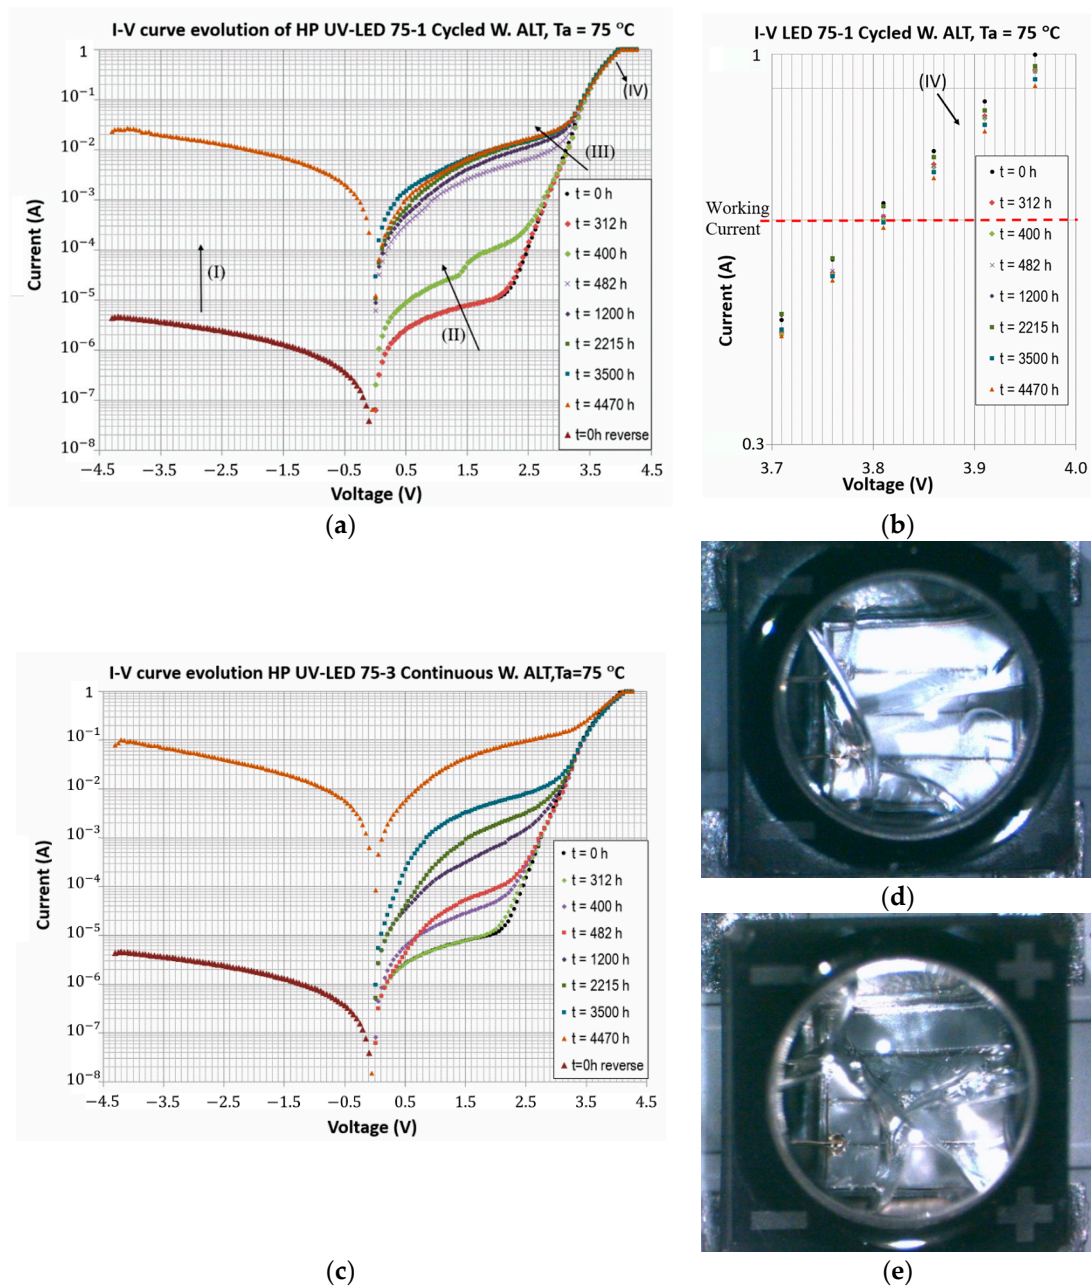 I-V curve evolution of HP UV-LED 75-1 Cycled W. ALT, Ta = 75 °C
1
10⁻¹
10⁻²
10⁻³
10⁻⁴
10⁻⁵
10⁻⁶
10⁻⁷
10⁻⁸
Current (A)
(I)
(II)
(III)
(IV)
t = 0 h
t = 312 h
t = 400 h
t = 482 h
t = 1200 h
t = 2215 h
t = 3500 h
t = 4470 h
t=0h reverse
−4.5 −3.5 −2.5 −1.5 −0.5 0.5 1.5 2.5 3.5 4.5
Voltage (V)
(a)
I-V LED 75-1 Cycled W. ALT, Ta = 75 °C
1
(IV)
Working
Current
Current (A)
t = 0 h
t = 312 h
t = 400 h
t = 482 h
t = 1200 h
t = 2215 h
t = 3500 h
t = 4470 h
0.3
3.7 3.8 3.9 4.0
Voltage (V)
(b)
I-V curve evolution HP UV-LED 75-3 Continuous W. ALT,Ta=75 °C
1
10⁻¹
10⁻²
10⁻³
10⁻⁴
10⁻⁵
10⁻⁶
10⁻⁷
10⁻⁸
Current (A)
t = 0 h
t = 312 h
t = 400 h
t = 482 h
t = 1200 h
t = 2215 h
t = 3500 h
t = 4470 h
t=0h reverse
−4.5 −3.5 −2.5 −1.5 −0.5 0.5 1.5 2.5 3.5 4.5
Voltage (V)
(c)
(d)
(e)